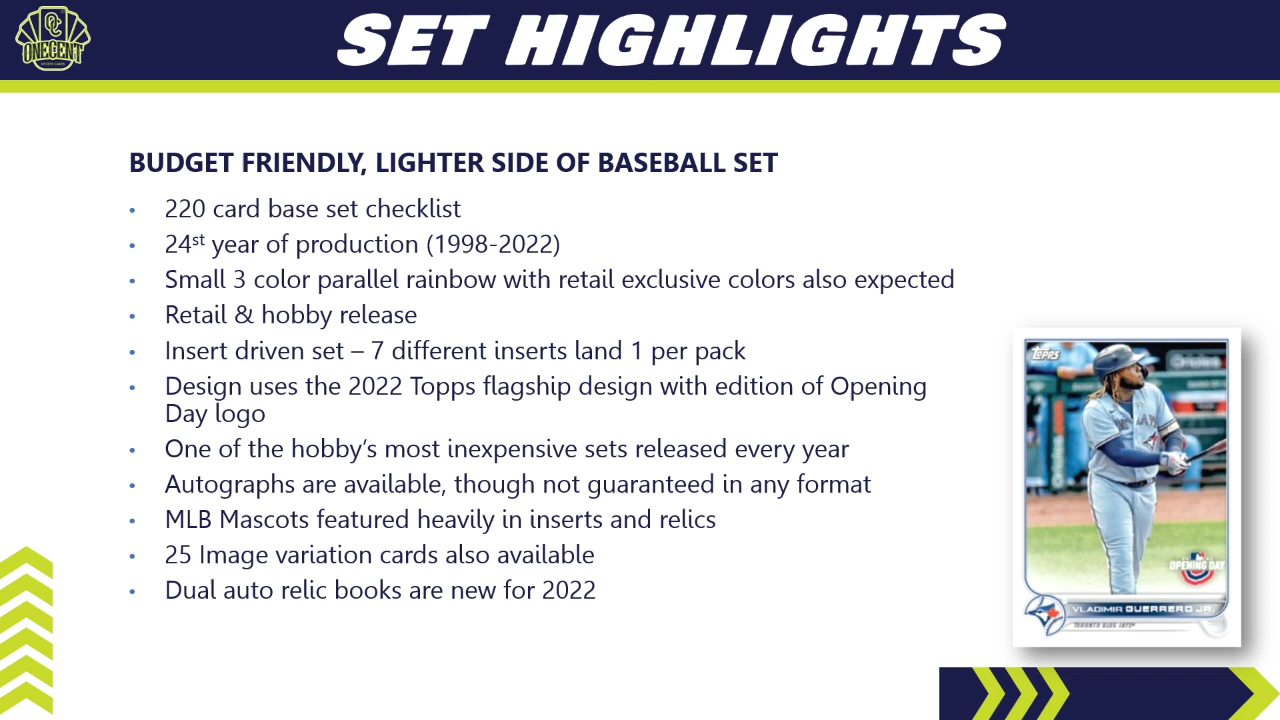 OC
ONECENT
SPORTS CARDS
SET HIGHLIGHTS
BUDGET FRIENDLY, LIGHTER SIDE OF BASEBALL SET
• 220 card base set checklist
• 24st year of production (1998-2022)
• Small 3 color parallel rainbow with retail exclusive colors also expected
• Retail & hobby release
• Insert driven set – 7 different inserts land 1 per pack
• Design uses the 2022 Topps flagship design with edition of Opening
Day logo
• One of the hobby’s most inexpensive sets released every year
• Autographs are available, though not guaranteed in any format
• MLB Mascots featured heavily in inserts and relics
• 25 Image variation cards also available
• Dual auto relic books are new for 2022
Topps
OPENING DAY
VLADIMIR GUERRERO JR.
TORONTO BLUE JAYS